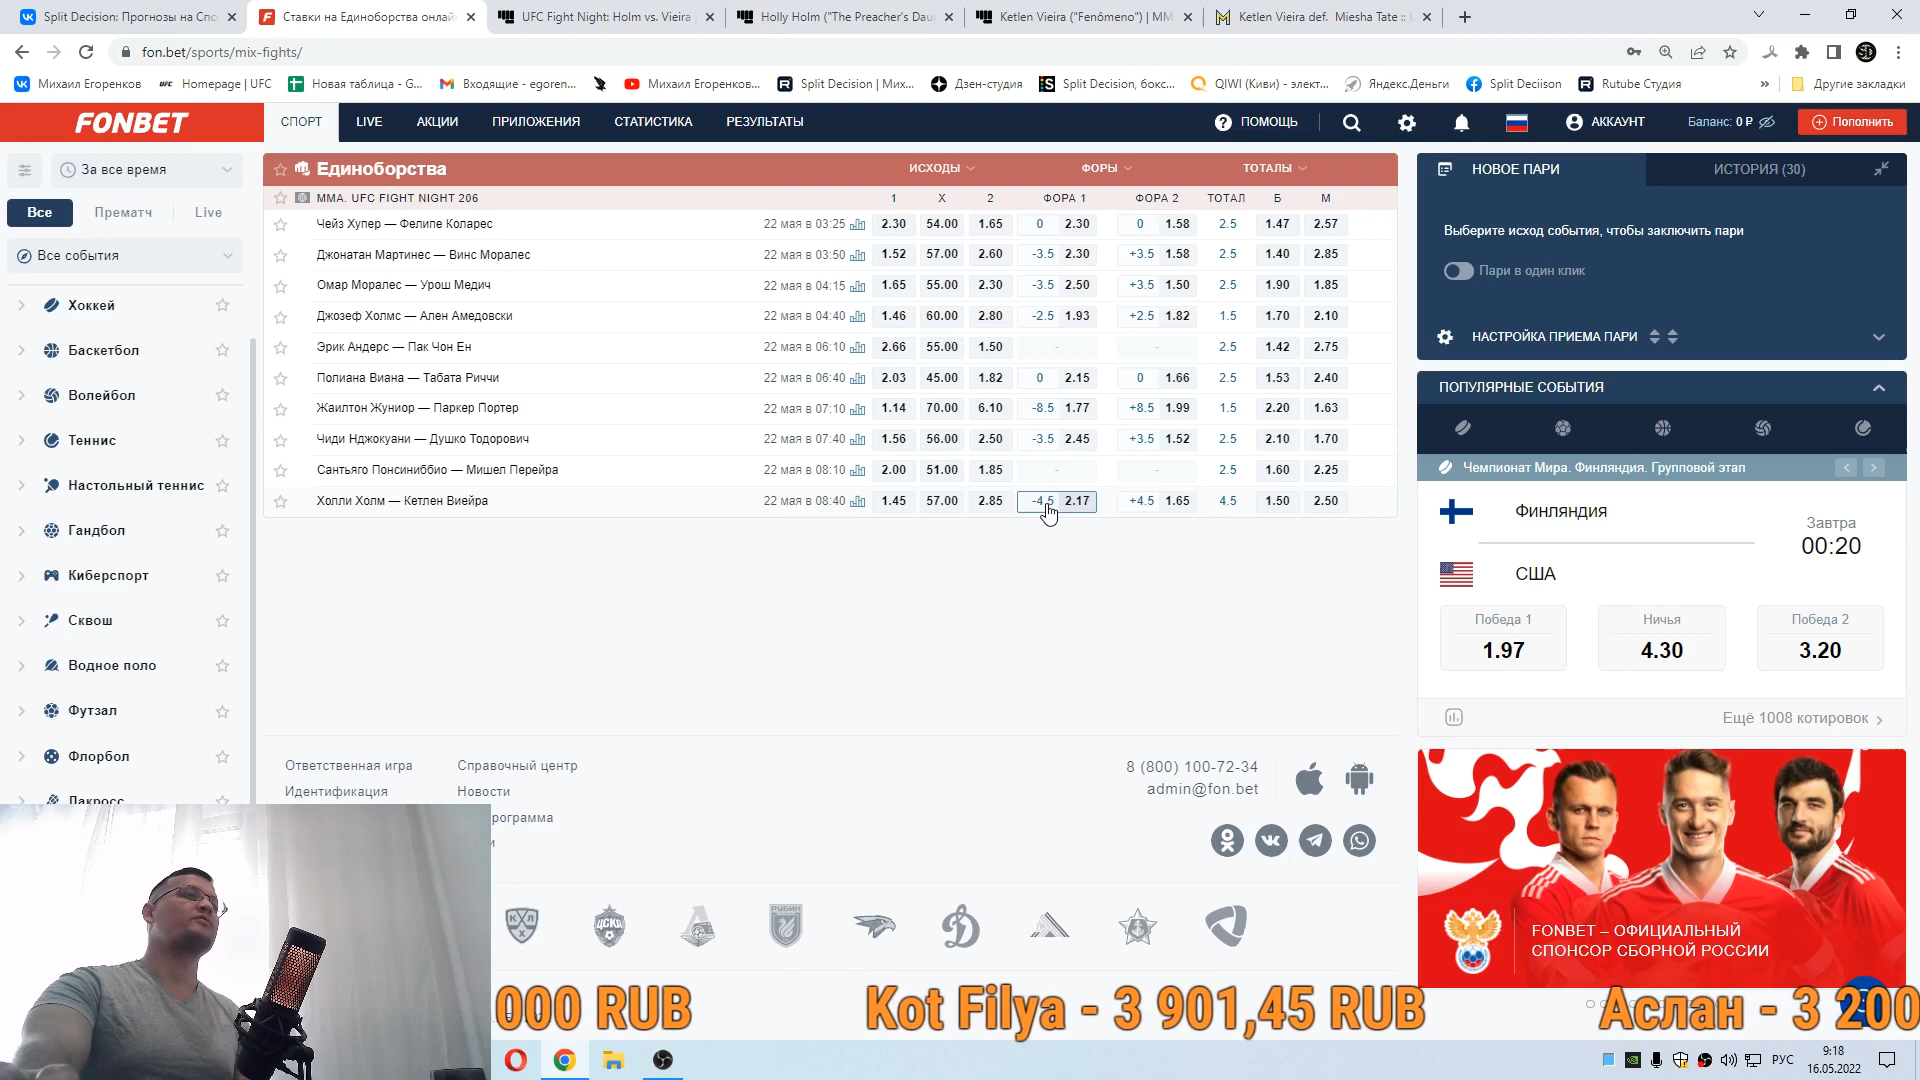 Split Decision: Прогнозы на Спо
Ставки на Единоборства онлай
UFC Fight Night: Holm vs. Vieira
Holly Holm ("The Preacher's Dau
Ketlen Vieira ("Fenômeno") | MM
Ketlen Vieira def. Miesha Tate ::
fon.bet/sports/mix-fights/
Михаил Егоренков
UFC Homepage | UFC
Новая таблица - G...
Входящие - egoren...
Михаил Егоренков...
Split Decision | Мих...
Дзен-студия
Split Decision, бокс...
QIWI (Киви) - элект...
Яндекс.Деньги
Split Deciison
Rutube Студия
»
Другие закладки
FONBET
СПОРТ LIVE АКЦИИ ПРИЛОЖЕНИЯ СТАТИСТИКА РЕЗУЛЬТАТЫ
ПОМОЩЬ
АККАУНТ
Баланс: 0 ₽
Пополнить
За все время
Все Прематч Live
Все события
Хоккей
Баскетбол
Волейбол
Теннис
Настольный теннис
Гандбол
Киберспорт
Сквош
Водное поло
Футзал
Флорбол
Лакросс
Единоборства ИСХОДЫ ФОРЫ ТОТАЛЫ
MMA. UFC FIGHT NIGHT 206 1 X 2 ФОРА 1 ФОРА 2 ТОТАЛ Б М
Чейз Хупер — Фелипе Коларес 22 мая в 03:25 2.30 54.00 1.65 0 2.30 0 1.58 2.5 1.47 2.57
Джонатан Мартинес — Винс Моралес 22 мая в 03:50 1.52 57.00 2.60 -3.5 2.30 +3.5 1.58 2.5 1.40 2.85
Омар Моралес — Урош Медич 22 мая в 04:15 1.65 55.00 2.30 -3.5 2.50 +3.5 1.50 2.5 1.90 1.85
Джозеф Холмс — Ален Амедовски 22 мая в 04:40 1.46 60.00 2.80 -2.5 1.93 +2.5 1.82 1.5 1.70 2.10
Эрик Андерс — Пак Чон Ен 22 мая в 06:10 2.66 55.00 1.50 - - 2.5 1.42 2.75
Полиана Виана — Табата Риччи 22 мая в 06:40 2.03 45.00 1.82 0 2.15 0 1.66 2.5 1.53 2.40
Жаилтон Жуниор — Паркер Портер 22 мая в 07:10 1.14 70.00 6.10 -8.5 1.77 +8.5 1.99 1.5 2.20 1.63
Чиди Нджокуани — Душко Тодорович 22 мая в 07:40 1.56 56.00 2.50 -3.5 2.45 +3.5 1.52 2.5 2.10 1.70
Сантьяго Понсиниббио — Мишел Перейра 22 мая в 08:10 2.00 51.00 1.85 - - 2.5 1.60 2.25
Холли Холм — Кетлен Виейра 22 мая в 08:40 1.45 57.00 2.85 -4.5 2.17 +4.5 1.65 4.5 1.50 2.50
НОВОЕ ПАРИ ИСТОРИЯ (30)
Выберите исход события, чтобы заключить пари
Пари в один клик
НАСТРОЙКА ПРИЕМА ПАРИ
ПОПУЛЯРНЫЕ СОБЫТИЯ
Чемпионат Мира. Финляндия. Групповой этап
Финляндия
Завтра
00:20
США
Победа 1 Ничья Победа 2
1.97 4.30 3.20
Ещё 1008 котировок
FONBET – ОФИЦИАЛЬНЫЙ
СПОНСОР СБОРНОЙ РОССИИ
Ответственная игра Справочный центр
Идентификация Новости
рограмма
и
8 (800) 100-72-34
admin@fon.bet
КХЛ
ЦСКА
РУБИН
000 RUB Kot Filya - 3 901,45 RUB Аслан - 3 200
РУС
9:18
16.05.2022